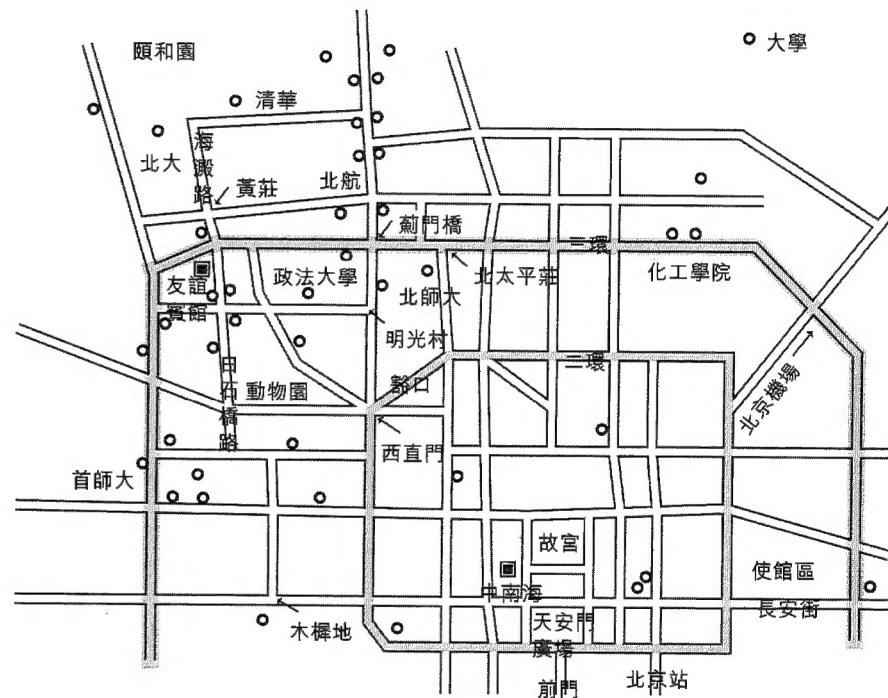 大學
頤和園
清華
北大
海澱路
黃莊
北航
薊門橋
三環
友誼
賓館
政法大學
北師大
北太平莊
化工學院
明光村
白石橋路
動物園
豁口
二環
北京機場
西直門
首師大
故宮
中南海
使館區
長安街
木樨地
天安門
廣場
前門
北京站